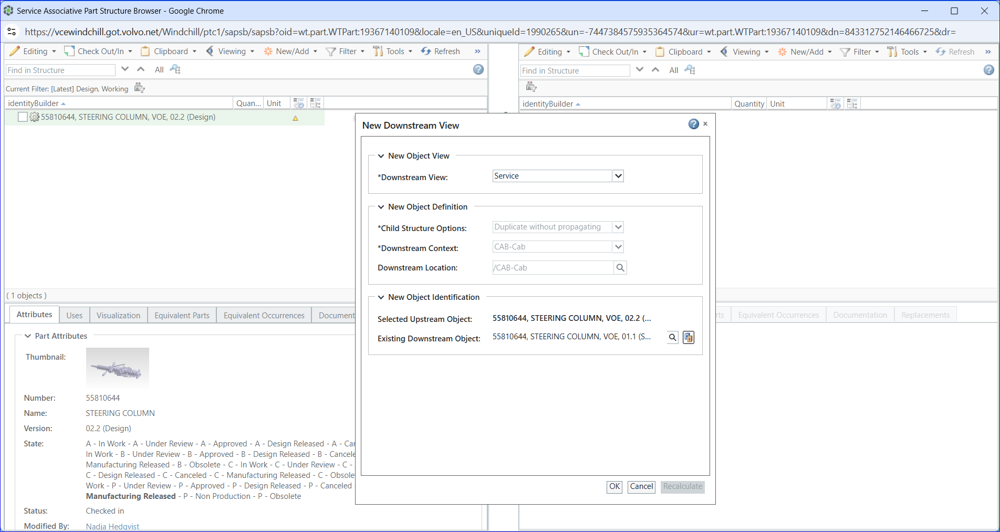 Service Associative Part Structure Browser - Google Chrome
https://vcewindchill.got.volvo.net/Windchill/ptc1/sapsb/sapsb?oid=wt.part.WTPart:19367140109&locale=en_US&uniqueId=1990265&un=-7447384575935364574&ur=wt.part.WTPart:19367140109&dn=843312752146466725&dr=
Editing Check Out/In Clipboard Viewing New/Add Filter Tools Refresh »
Find in Structure All
Current Filter: [Latest] Design, Working
identityBuilder Quan... Unit
55810644, STEERING COLUMN, VOE, 02.2 (Design)
( 1 objects )
Attributes Uses Visualization Equivalent Parts Equivalent Occurrences Document
Part Attributes
Thumbnail:
Number: 55810644
Name: STEERING COLUMN
Version: 02.2 (Design)
State: A - In Work - A - Under Review - A - Approved - A - Design Released - A - Car
In Work - B - Under Review - B - Approved - B - Design Released - B - Cancele
Manufacturing Released - B - Obsolete - C - In Work - C - Under Review - C -
C - Design Released - C - Canceled - C - Manufacturing Released - C - Obsole
Work - P - Under Review - P - Approved - P - Design Released - P - Canceled
Manufacturing Released - P - Non Production - P - Obsolete
Status: Checked in
Modified By: Nadja Hedqvist
Editing Check Out/In Clipboard Viewing New/Add Filter Tools Refresh »
Find in Structure All
identityBuilder Quantity Unit
rts Equivalent Occurrences Documentation Replacements
New Downstream View
New Object View
*Downstream View: Service
New Object Definition
*Child Structure Options: Duplicate without propagating
*Downstream Context: CAB-Cab
Downstream Location: /CAB-Cab
New Object Identification
Selected Upstream Object: 55810644, STEERING COLUMN, VOE, 02.2 (...
Existing Downstream Object: 55810644, STEERING COLUMN, VOE, 01.1 (S...
OK Cancel Recalculate